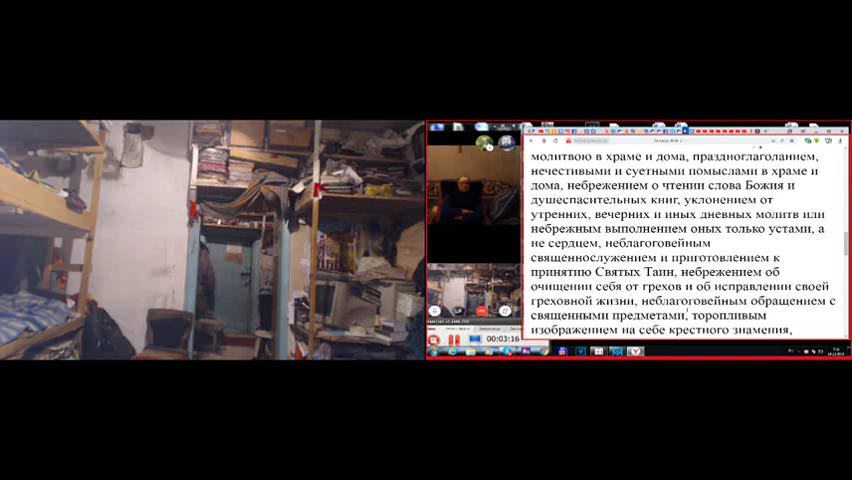 молитвою в храме и дома, празднoглаголанием,
нечестивыми и суетными помыслами в храме и
дома, небрежением о чтении слова Божия и
душеспасительных книг, уклонением от
утренних, вечерних и иных дневных молитв или
небрежным выполнением оных только устами, а
не сердцем, неблагоговейным
священнослужением и приготовлением к
принятию Святых Таин, небрежением об
очищении себя от грехов и об исправлении своей
греховной жизни, неблагоговейным обращением с
священными предметами, торопливым
изображением на себе крестного знамения,
00:03:16